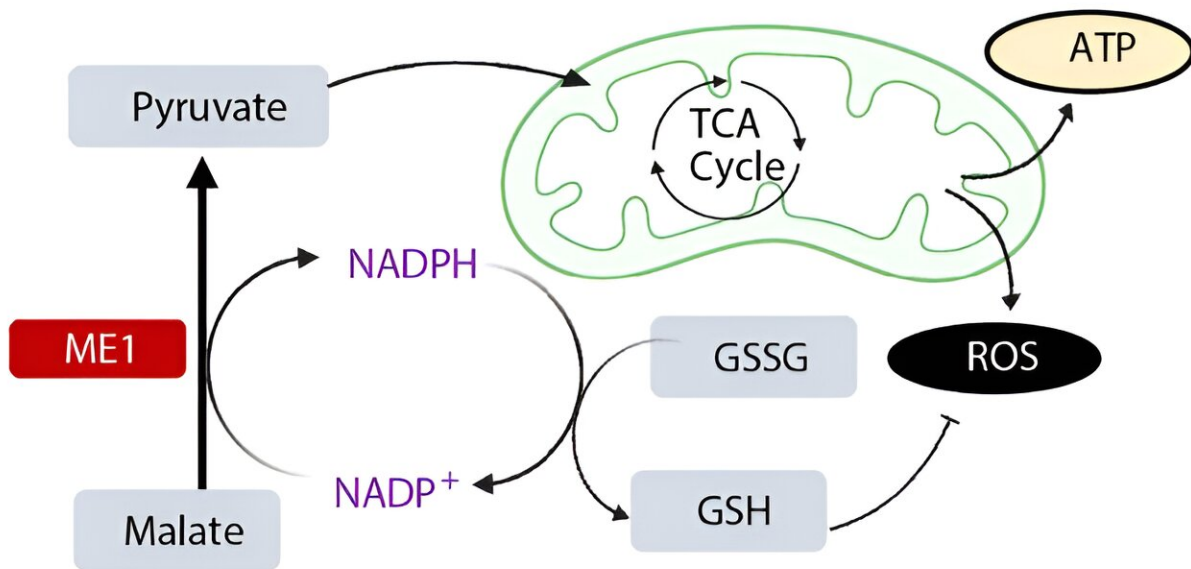 ATP
Pyruvate
TCA
Cycle
NADPH
ME1
GSSG
ROS
NADP⁺
GSH
Malate